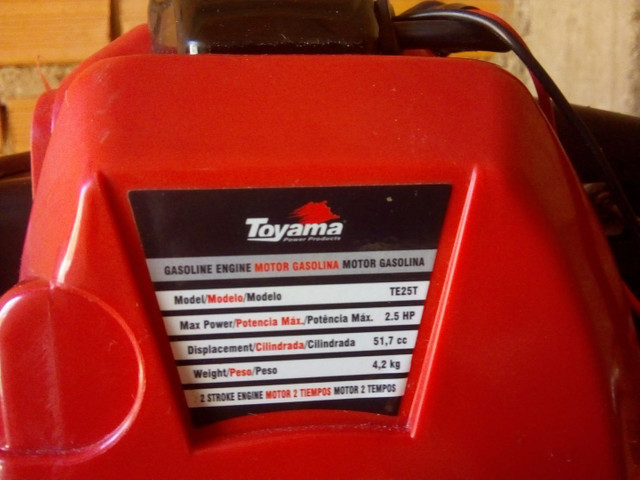 Toyama
Power Products
GASOLINE ENGINE MOTOR GASOLINA MOTOR GASOLINA
Model/Modelo/Modelo TE25T
Max Power/Potencia Máx./Potência Máx. 2.5 HP
Displacement/Cilindrada/Cilindrada 51,7 cc
Weight/Peso/Peso 4,2 kg
2 STROKE ENGINE MOTOR 2 TIEMPOS MOTOR 2 TEMPOS